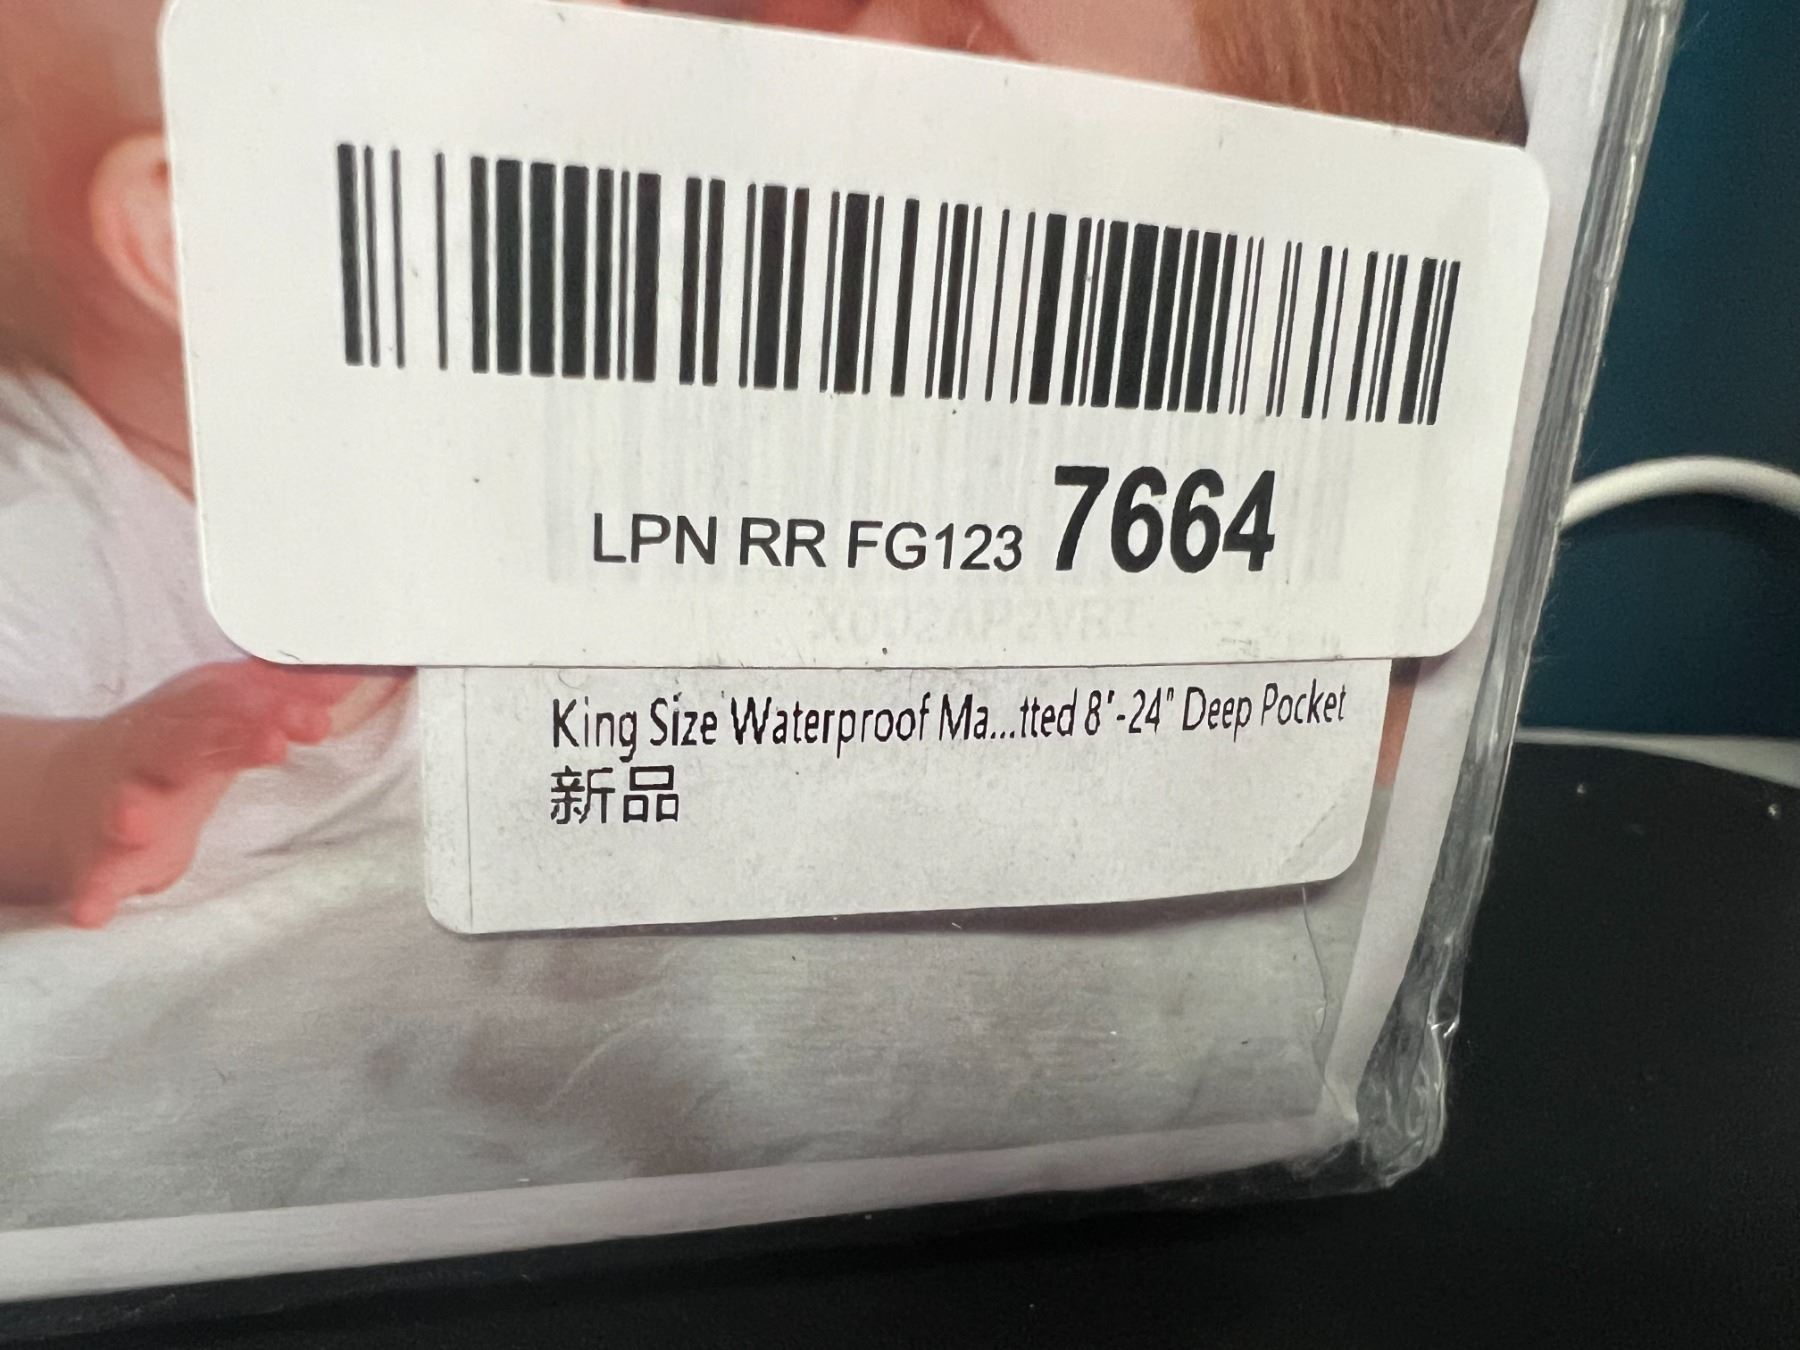 LPN RR FG123 7664
King Size Waterproof Ma...tted 8'-24" Deep Pocket
新品